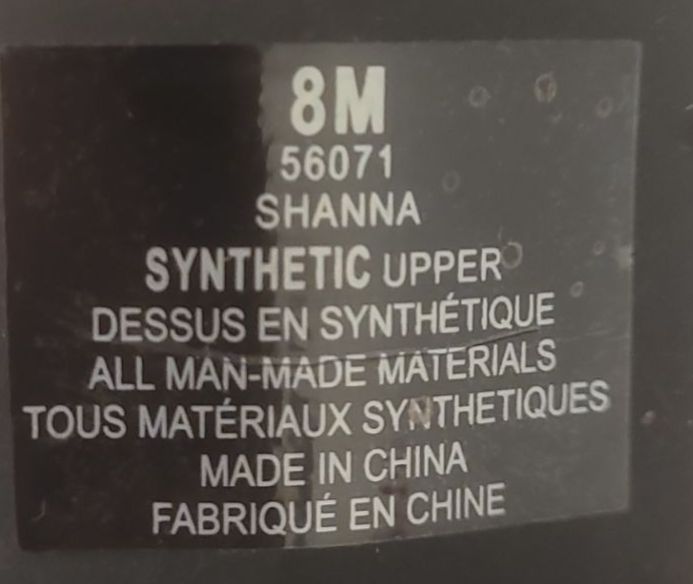 8M
56071
SHANNA
SYNTHETIC UPPER
DESSUS EN SYNTHÉTIQUE
ALL MAN-MADE MATERIALS
TOUS MATÉRIAUX SYNTHETIQUES
MADE IN CHINA
FABRIQUÉ EN CHINE